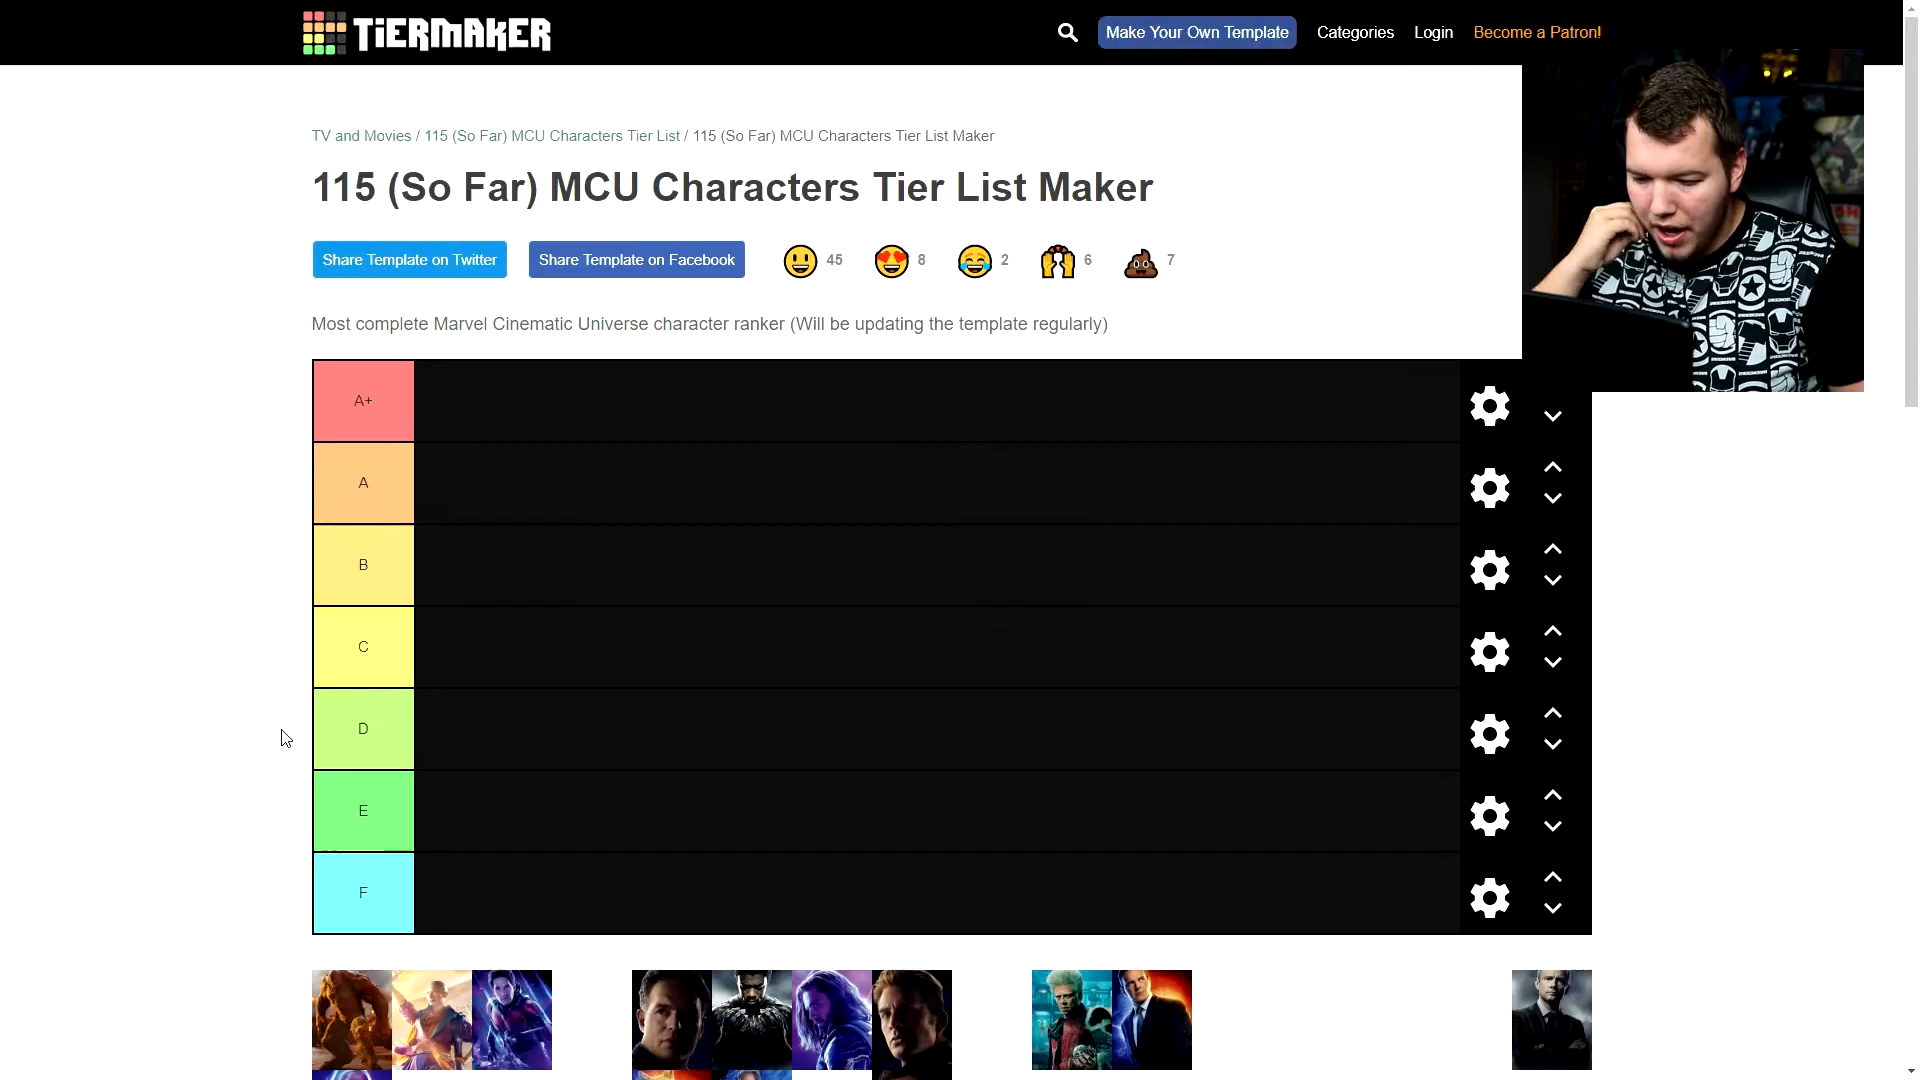 TiERMAKER
Make Your Own Template
Categories
Login
Become a Patron!
TV and Movies / 115 (So Far) MCU Characters Tier List / 115 (So Far) MCU Characters Tier List Maker
115 (So Far) MCU Characters Tier List Maker
Share Template on Twitter
Share Template on Facebook
45
8
2
6
7
Most complete Marvel Cinematic Universe character ranker (Will be updating the template regularly)
A+
A
B
C
D
E
F